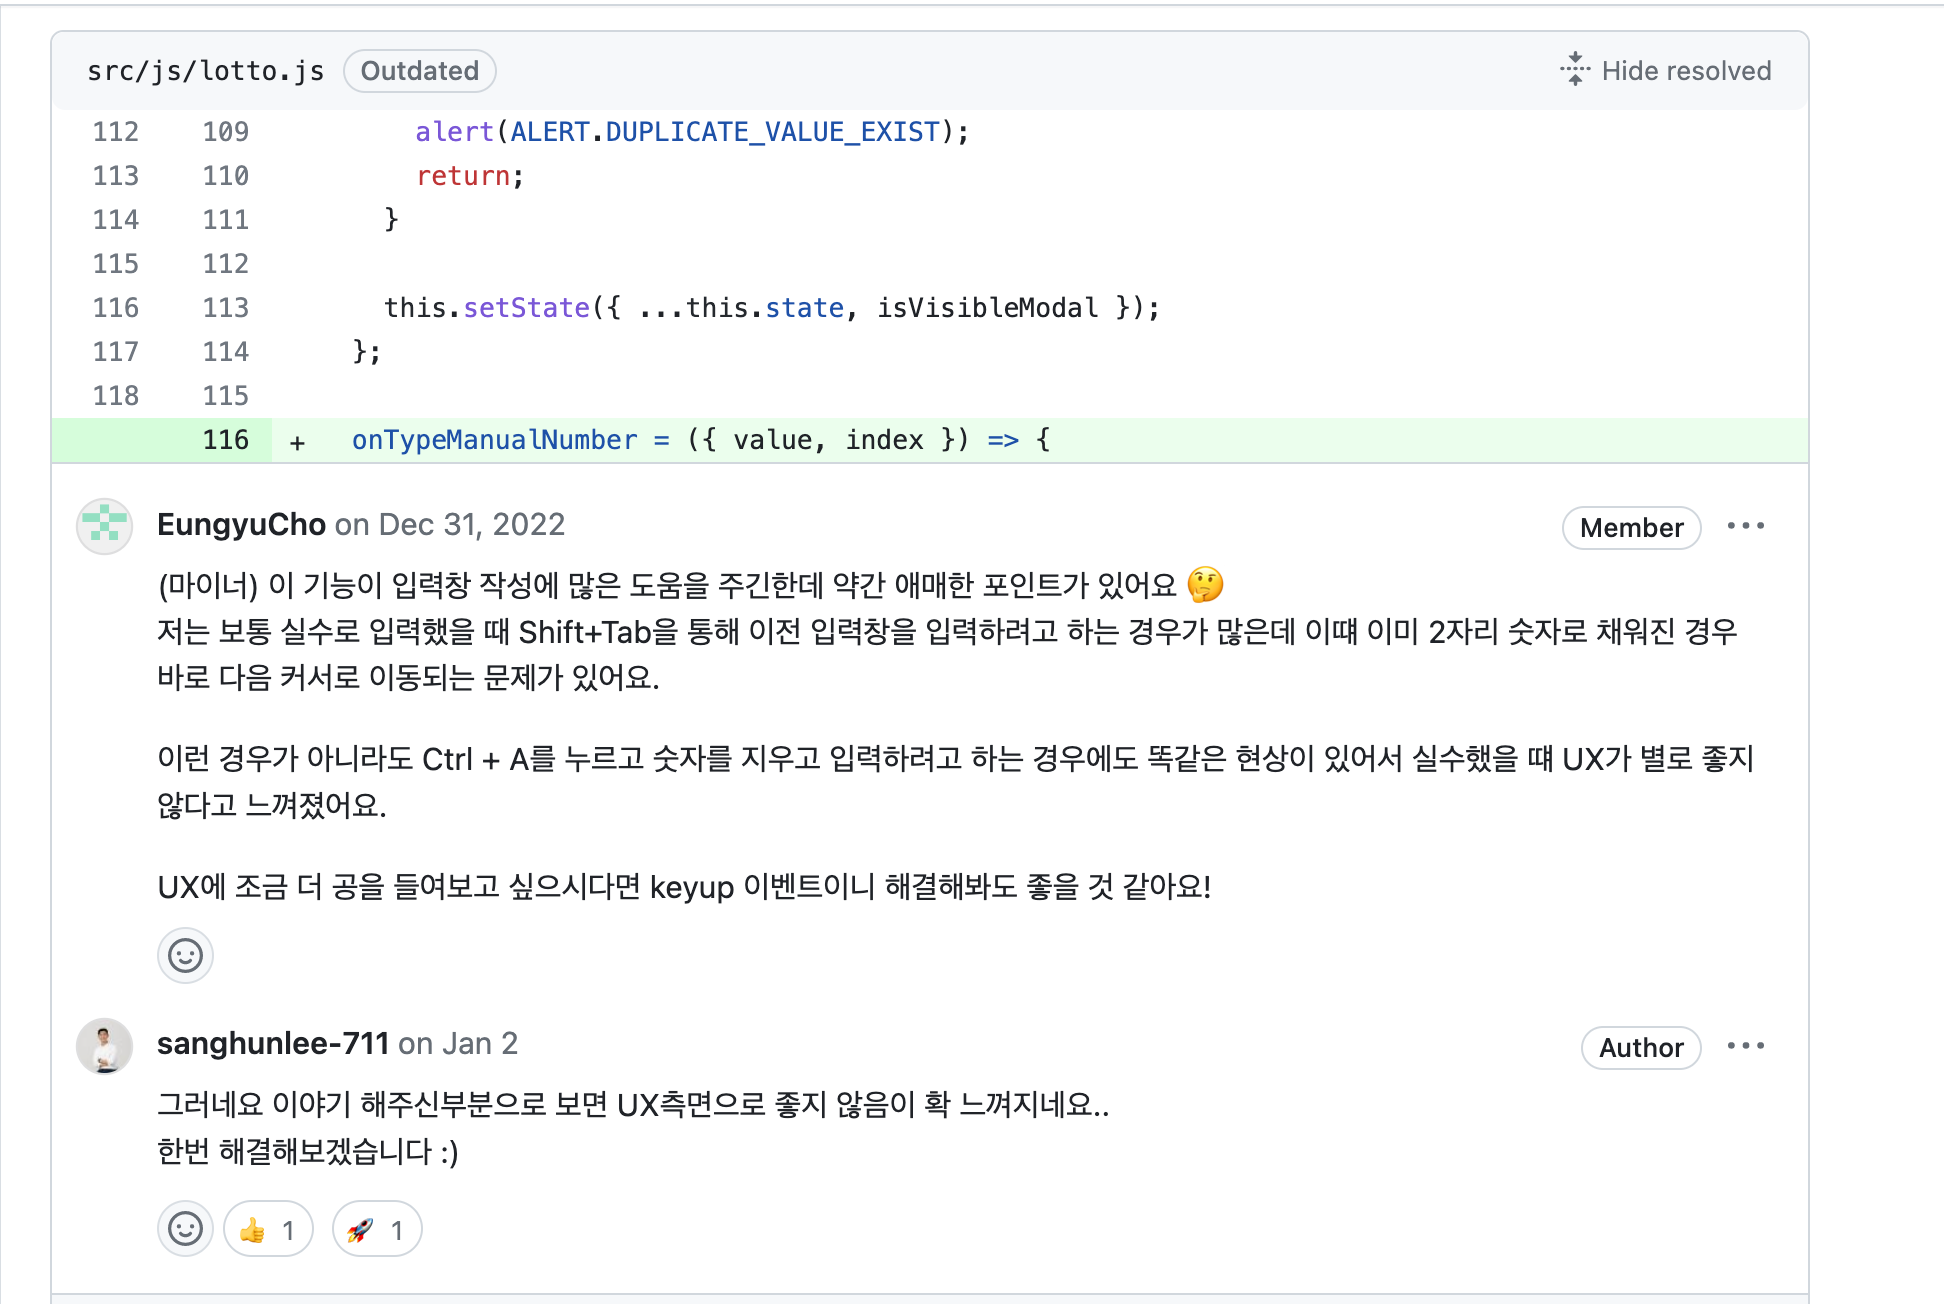 src/js/lotto.js Outdated Hide resolved
112 109 alert(ALERT.DUPLICATE_VALUE_EXIST);
113 110 return;
114 111 }
115 112
116 113 this.setState({ ...this.state, isVisibleModal });
117 114 };
118 115
116 + onTypeManualNumber = ({ value, index }) => {
EungyuCho on Dec 31, 2022 Member ...
(마이너) 이 기능이 입력창 작성에 많은 도움을 주긴한데 약간 애매한 포인트가 있어요 🤔
저는 보통 실수로 입력했을 때 Shift+Tab을 통해 이전 입력창을 입력하려고 하는 경우가 많은데 이떄 이미 2자리 숫자로 채워진 경우
바로 다음 커서로 이동되는 문제가 있어요.
이런 경우가 아니라도 Ctrl + A를 누르고 숫자를 지우고 입력하려고 하는 경우에도 똑같은 현상이 있어서 실수했을 떄 UX가 별로 좋지
않다고 느껴졌어요.
UX에 조금 더 공을 들여보고 싶으시다면 keyup 이벤트이니 해결해봐도 좋을 것 같아요!
sanghunlee-711 on Jan 2 Author ...
그러네요 이야기 해주신부분으로 보면 UX측면으로 좋지 않음이 확 느껴지네요..
한번 해결해보겠습니다 :)
👍 1 🚀 1